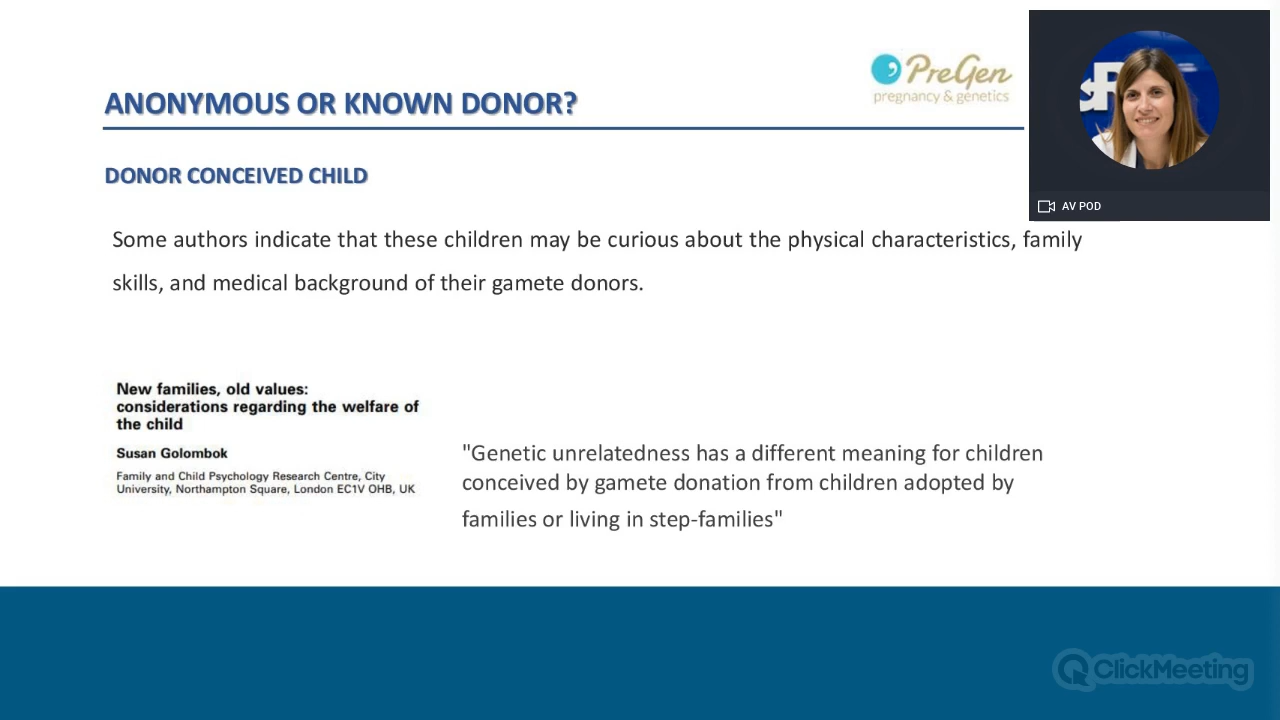 PreGen
pregnancy & genetics
ANONYMOUS OR KNOWN DONOR?
AV POD
DONOR CONCEIVED CHILD
Some authors indicate that these children may be curious about the physical characteristics, family
skills, and medical background of their gamete donors.
New families, old values:
considerations regarding the welfare of
the child
Susan Golombok
Family and Child Psychology Research Centre, City
University, Northampton Square, London EC1V OHB, UK
"Genetic unrelatedness has a different meaning for children
conceived by gamete donation from children adopted by
families or living in step-families"
ClickMeeting